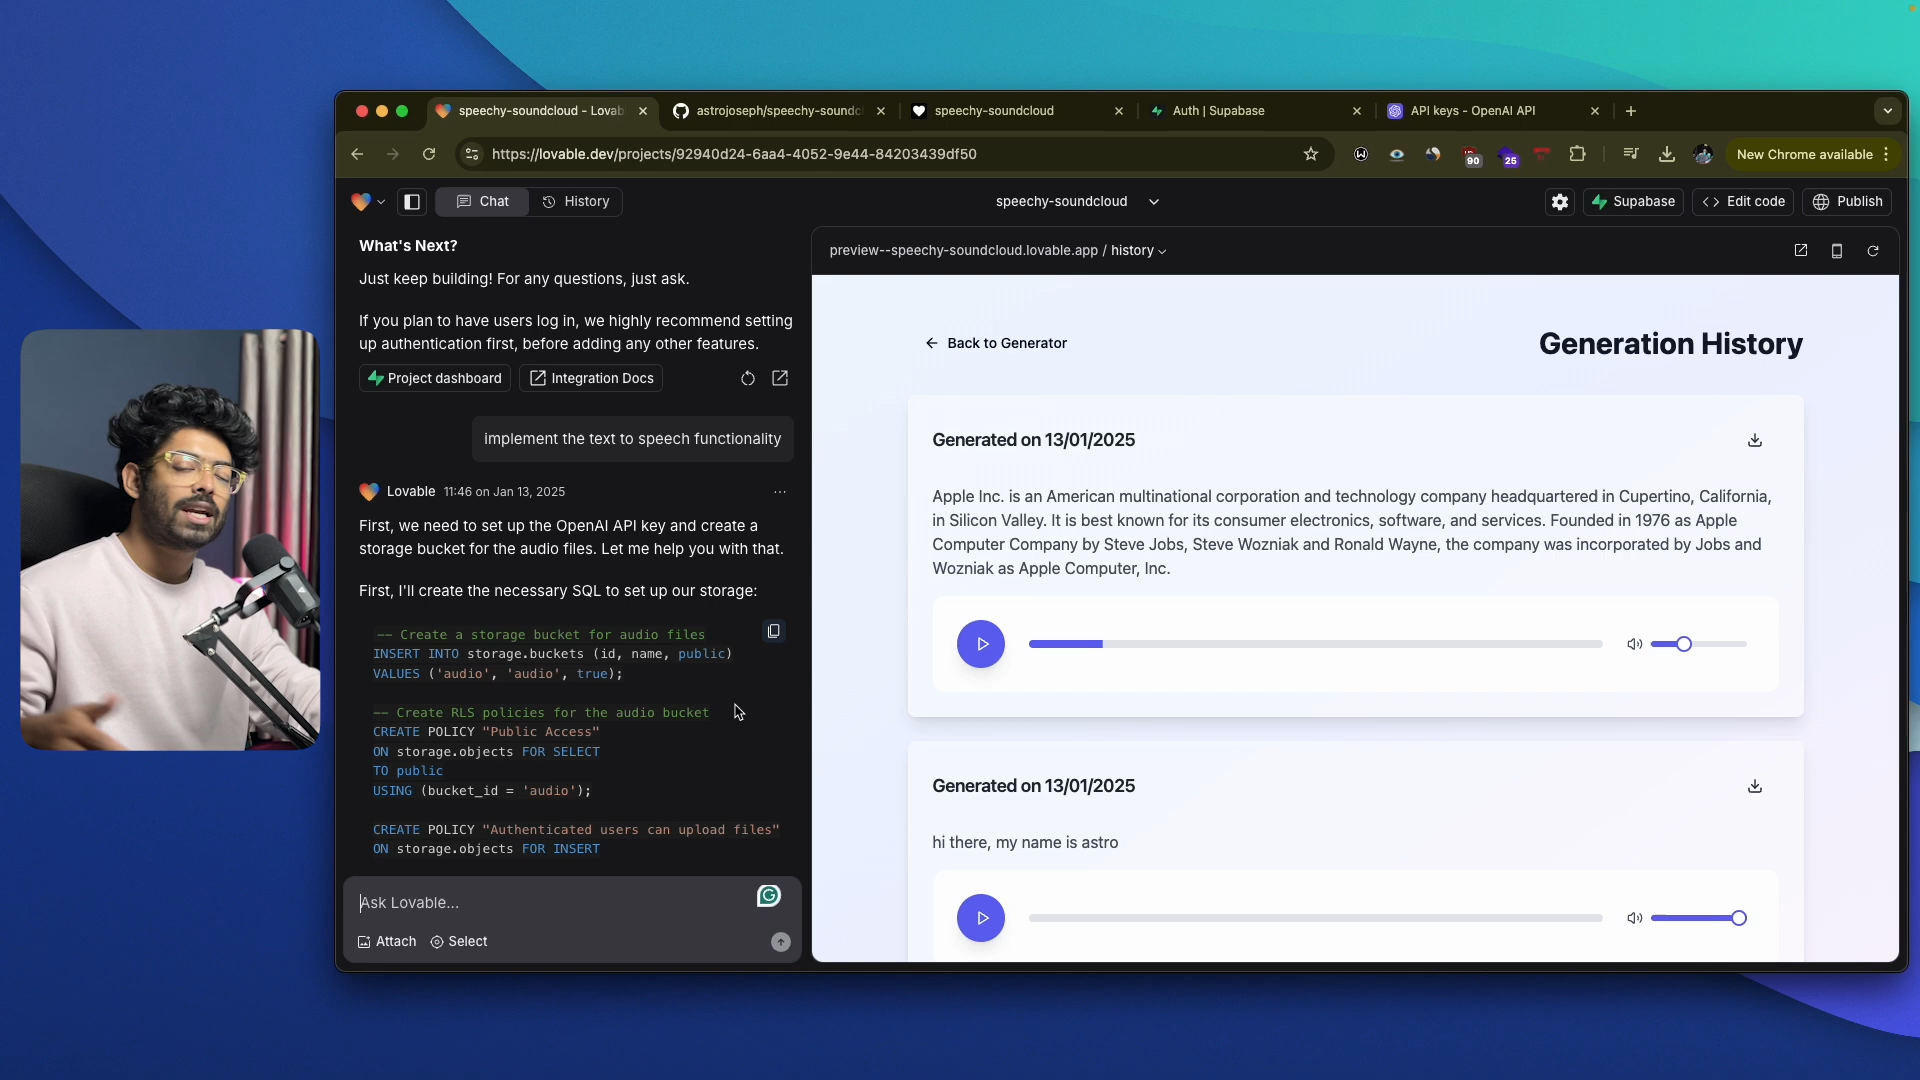 speechy-soundcloud - Lovab
astrojoseph/speechy-soundcl
speechy-soundcloud
Auth | Supabase
API keys - OpenAI API
https://lovable.dev/projects/92940d24-6aa4-4052-9e44-84203439df50
90
25
New Chrome available
Chat
History
speechy-soundcloud
Supabase
Edit code
Publish
What's Next?
Just keep building! For any questions, just ask.
If you plan to have users log in, we highly recommend setting
up authentication first, before adding any other features.
Project dashboard
Integration Docs
implement the text to speech functionality
Lovable 11:46 on Jan 13, 2025
First, we need to set up the OpenAI API key and create a
storage bucket for the audio files. Let me help you with that.
First, I'll create the necessary SQL to set up our storage:
-- Create a storage bucket for audio files
INSERT INTO storage.buckets (id, name, public)
VALUES ('audio', 'audio', true);
-- Create RLS policies for the audio bucket
CREATE POLICY "Public Access"
ON storage.objects FOR SELECT
TO public
USING (bucket_id = 'audio');
CREATE POLICY "Authenticated users can upload files"
ON storage.objects FOR INSERT
Ask Lovable...
Attach
Select
preview--speechy-soundcloud.lovable.app / history
Back to Generator
Generation History
Generated on 13/01/2025
Apple Inc. is an American multinational corporation and technology company headquartered in Cupertino, California,
in Silicon Valley. It is best known for its consumer electronics, software, and services. Founded in 1976 as Apple
Computer Company by Steve Jobs, Steve Wozniak and Ronald Wayne, the company was incorporated by Jobs and
Wozniak as Apple Computer, Inc.
Generated on 13/01/2025
hi there, my name is astro